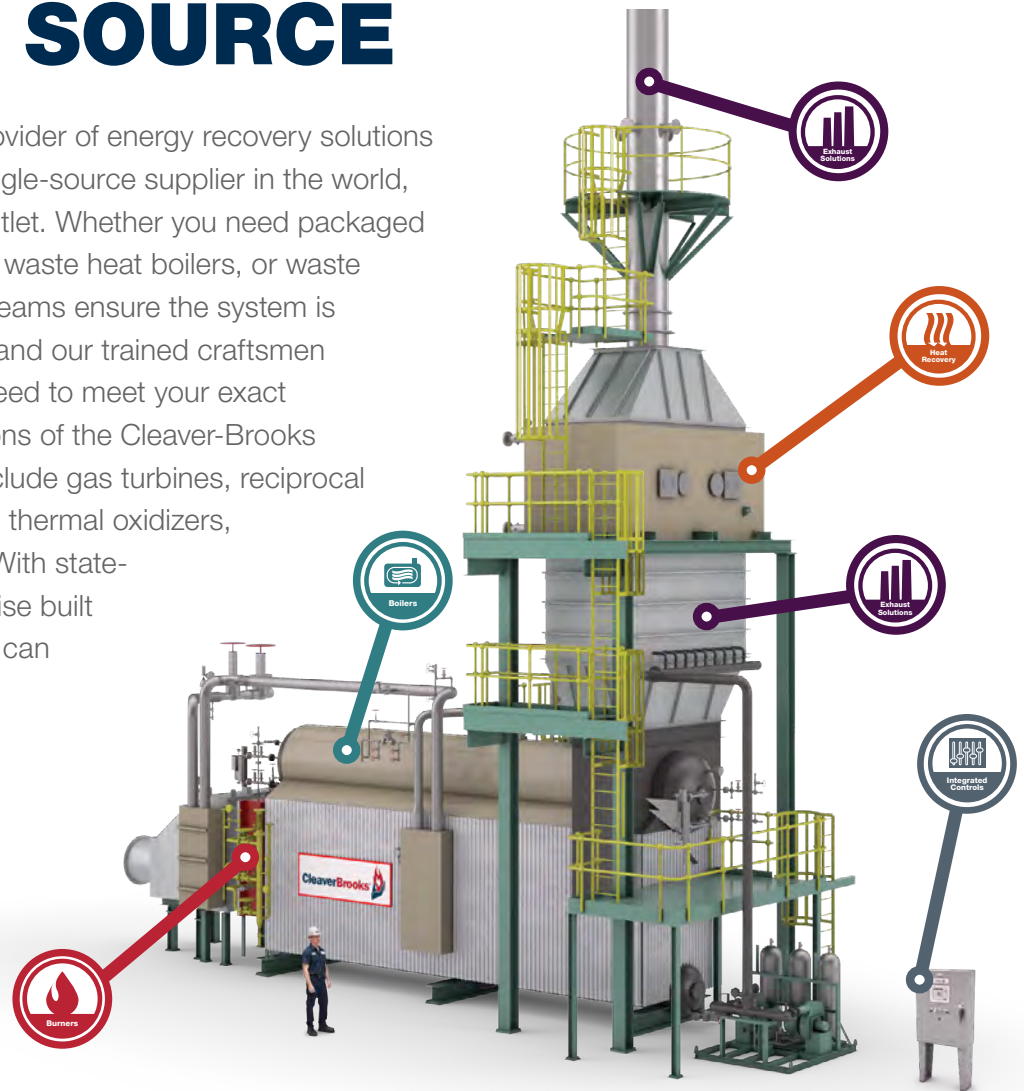 SOURCE
ovider of energy recovery solutions
gle-source supplier in the world,
tlet. Whether you need packaged
waste heat boilers, or waste
eams ensure the system is
and our trained craftsmen
eed to meet your exact
ons of the Cleaver-Brooks
clude gas turbines, reciprocal
thermal oxidizers,
With state-
ise built
can
Exhaust
Solutions
Heat
Recovery
Boilers
Exhaust
Solutions
Integrated
Controls
CleaverBrooks
Burners